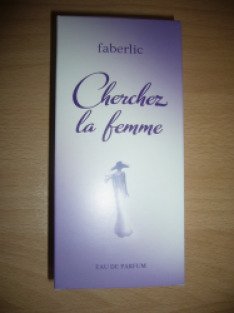 faberlic
Cherchez
la femme
EAU DE PARFUM